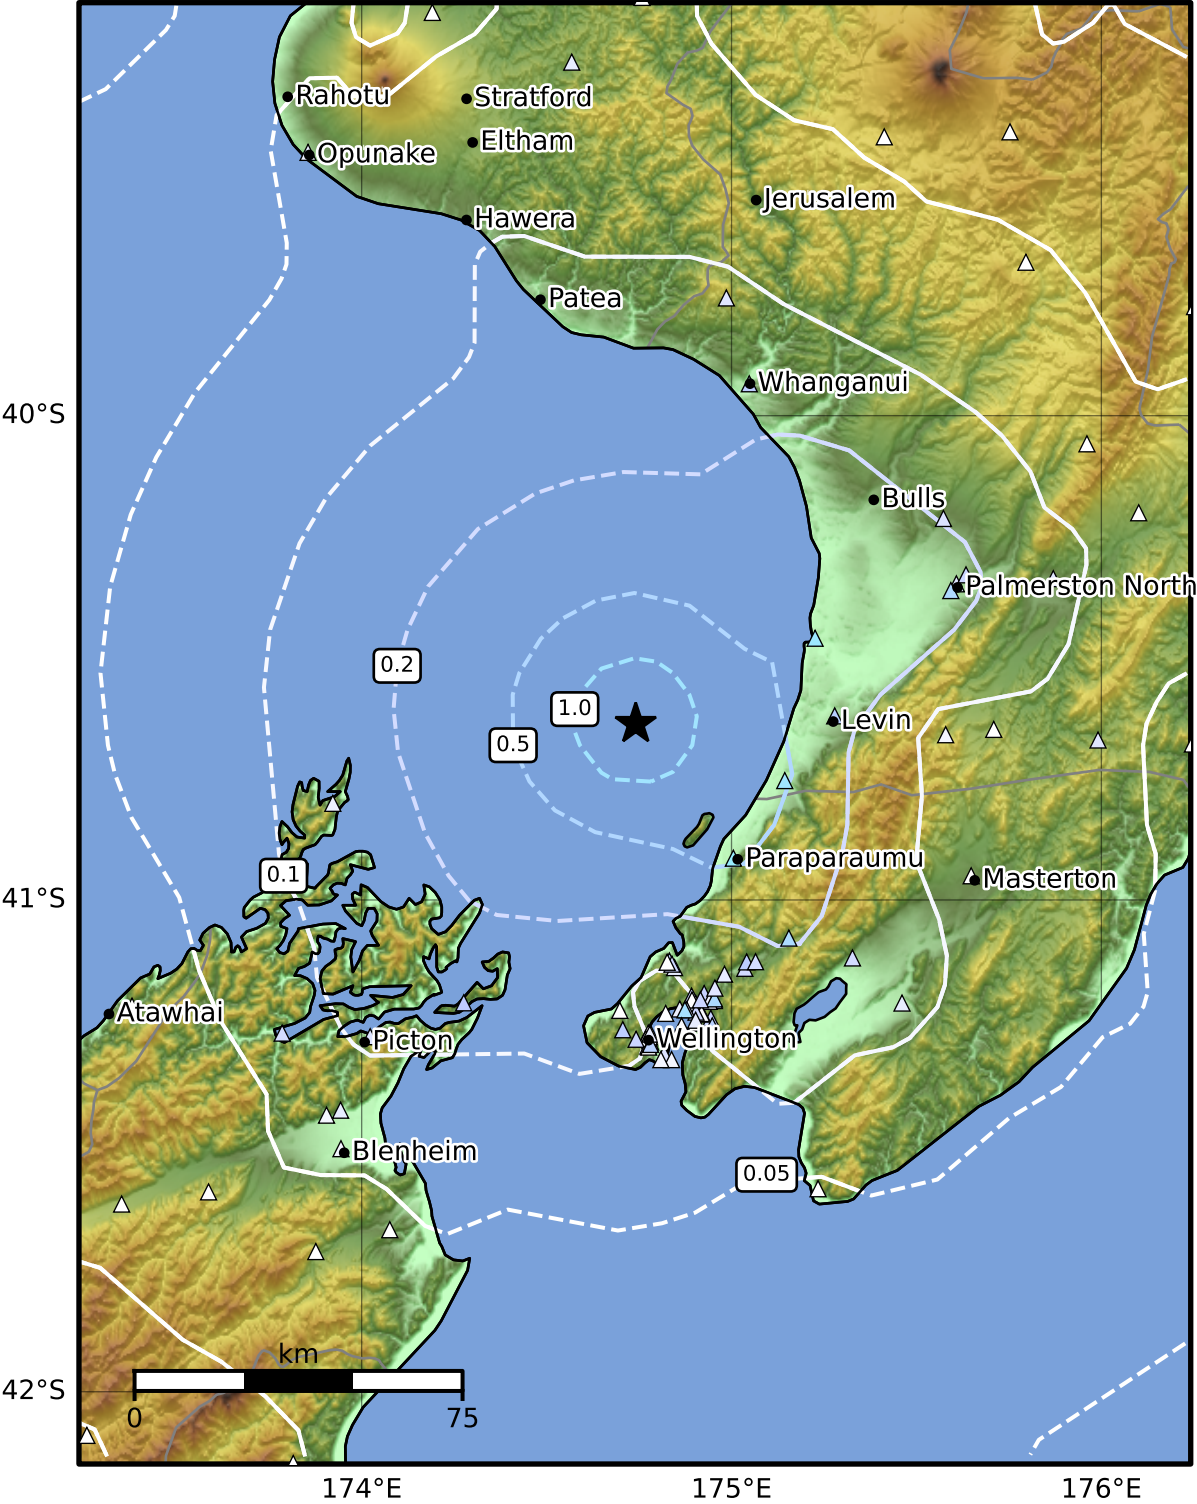 Rahotu
Stratford
Eltham
Opunake
Jerusalem
Hawera
Patea
Whanganui
40°S
Bulls
Palmerston North
0.2
1.0
Levin
0.5
Paraparaumu
0.1
Masterton
41°S
Atawhai
Picton
Wellington
Blenheim
0.05
km
42°S
0
75
174°E
175°E
176°E